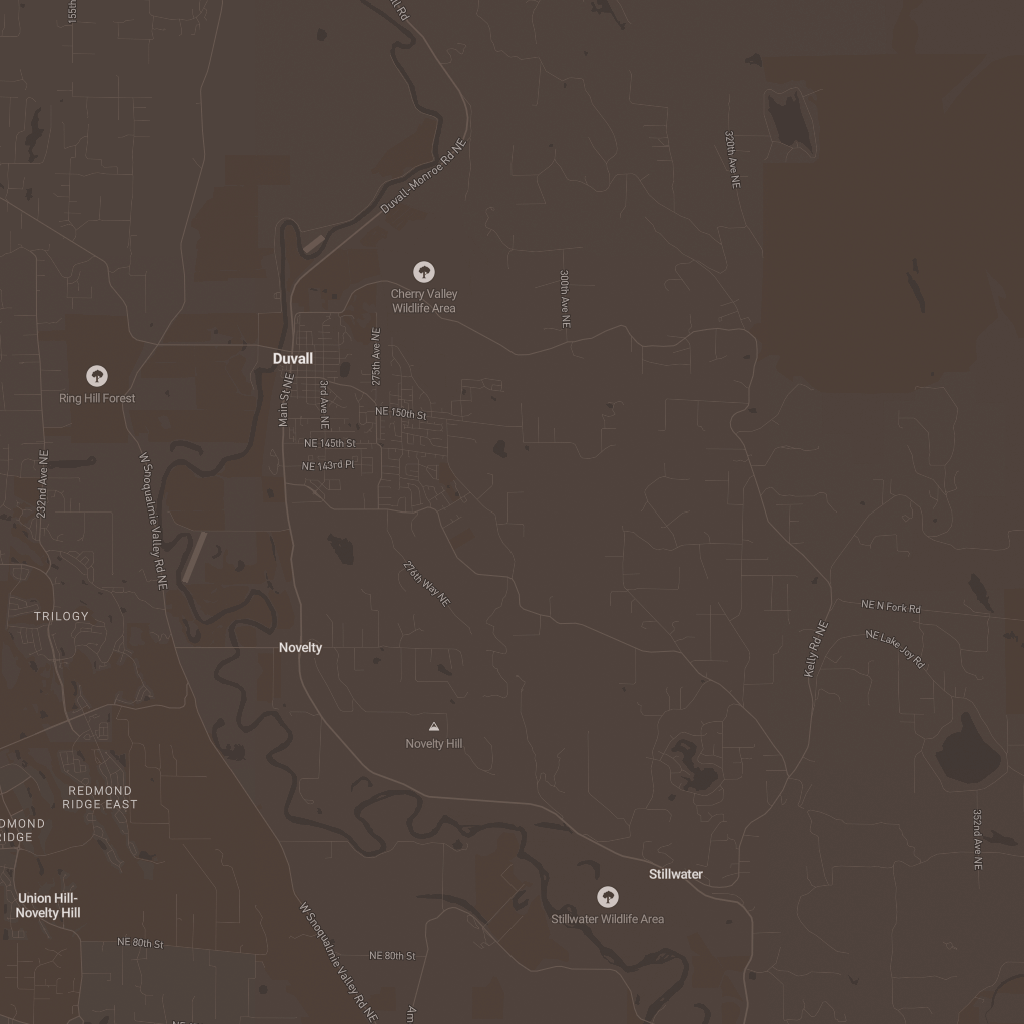 155th
ll Rd
Duvall-Monroe Rd NE
320th Ave NE
Cherry Valley
Wildlife Area
300th Ave NE
275th Ave NE
Duvall
Ring Hill Forest
Main St NE
3rd Ave NE
NE 150th St
NE 145th St
NE 143rd Pl
232nd Ave NE
W Snoqualmie Valley Rd NE
276th Way NE
TRILOGY
NE N Fork Rd
NE Lake Joy Rd
Kelly Rd NE
Novelty
Novelty Hill
REDMOND
RIDGE EAST
DMOND
RIDGE
352nd Ave NE
Stillwater
Union Hill-
Novelty Hill
Stillwater Wildlife Area
NE 80th St
NE 80th St
W Snoqualmie Valley Rd NE
Am